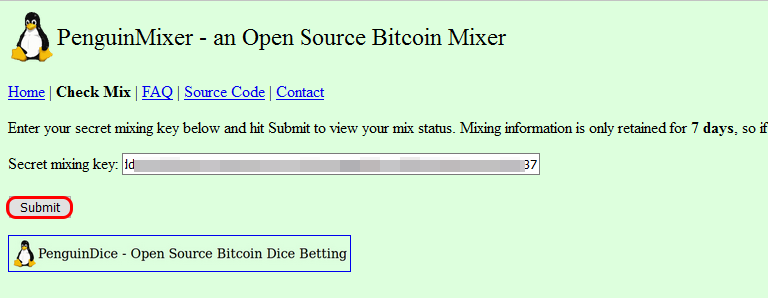 PenguinMixer - an Open Source Bitcoin Mixer
Home | Check Mix | FAQ | Source Code | Contact
Enter your secret mixing key below and hit Submit to view your mix status. Mixing information is only retained for 7 days, so if
Secret mixing key: 37
Submit
PenguinDice - Open Source Bitcoin Dice Betting